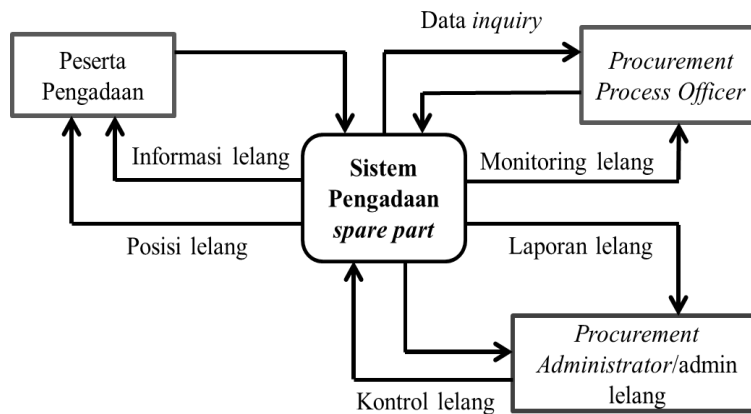 Data inquiry
Peserta
Pengadaan
Procurement
Process Officer
Informasi lelang
Monitoring lelang
Sistem
Pengadaan
spare part
Posisi lelang
Laporan lelang
Procurement
Administrator/admin
lelang
Kontrol lelang